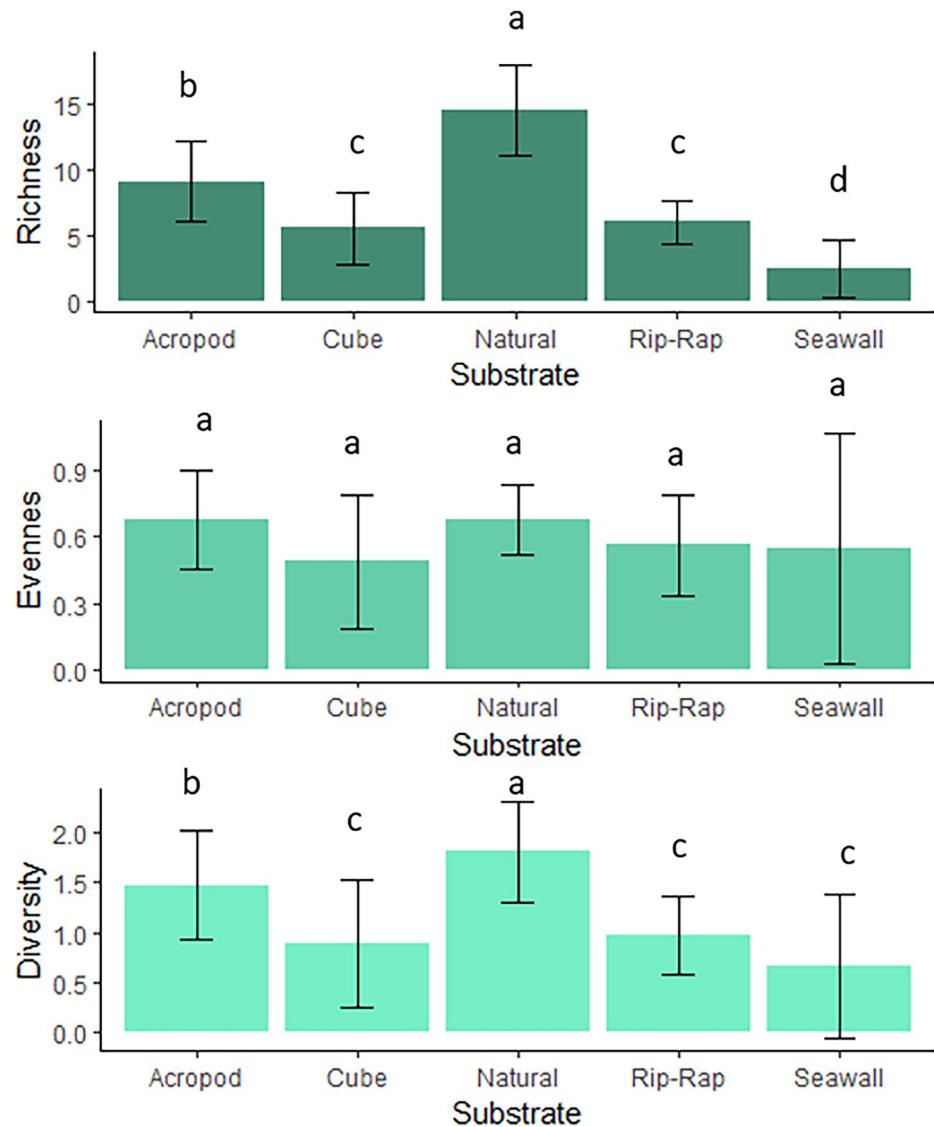 a
b
c
c
d
Richness
15
10
5
0
Acropod Cube Natural Rip-Rap Seawall
Substrate
a
a
a
a
a
Evennes
0.9
0.6
0.3
0.0
Acropod Cube Natural Rip-Rap Seawall
Substrate
b
a
c
c
c
Diversity
2.0
1.5
1.0
0.5
0.0
Acropod Cube Natural Rip-Rap Seawall
Substrate